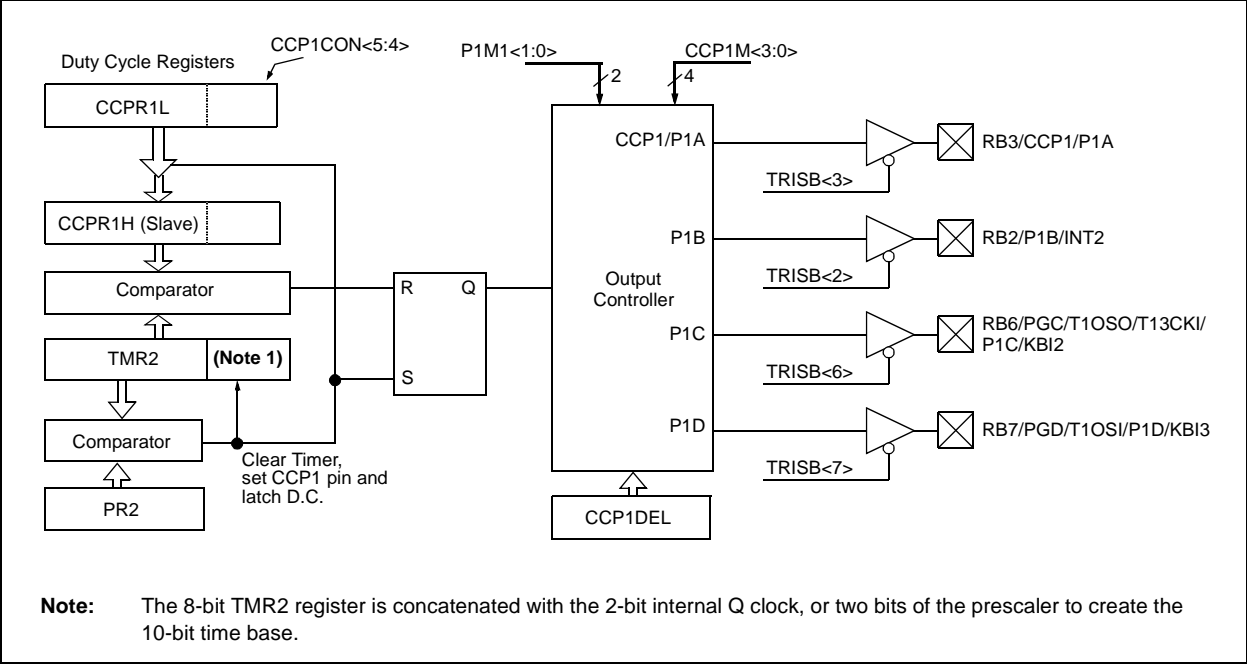 CCP1CON<5:4>
Duty Cycle Registers
CCPR1L
CCPR1H (Slave)
Comparator
TMR2
(Note 1)
Comparator
PR2
Clear Timer,
set CCP1 pin and
latch D.C.
R
Q
S
P1M1<1:0>
2
CCP1M<3:0>
4
CCP1/P1A
P1B
Output
Controller
P1C
P1D
CCP1DEL
TRISB<3>
RB3/CCP1/P1A
TRISB<2>
RB2/P1B/INT2
TRISB<6>
RB6/PGC/T1OSO/T13CKI/
P1C/KBI2
TRISB<7>
RB7/PGD/T1OSI/P1D/KBI3
Note: The 8-bit TMR2 register is concatenated with the 2-bit internal Q clock, or two bits of the prescaler to create the
10-bit time base.